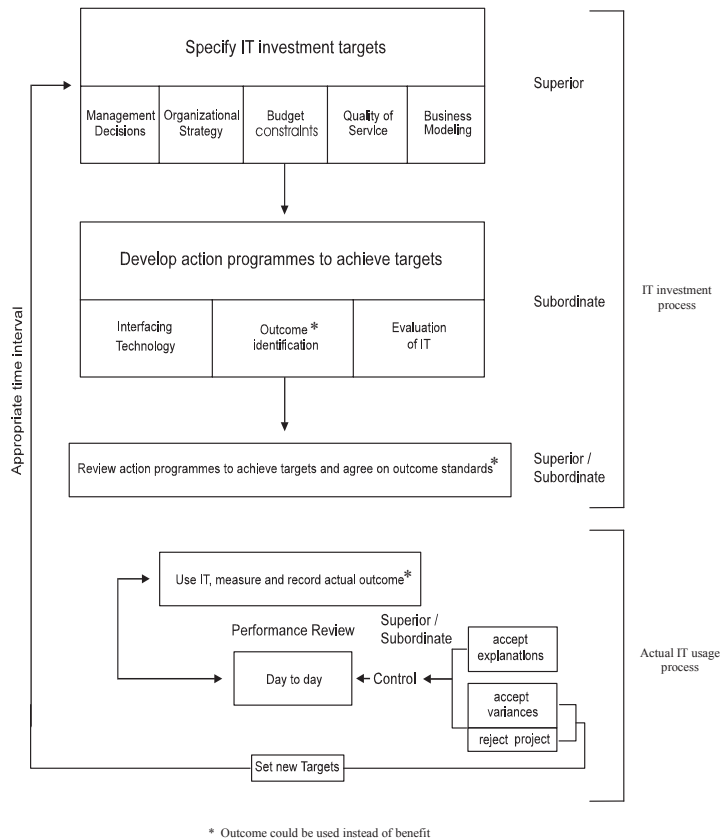 Specify IT investment targets
Superior
Management
Decisions
Organizational
Strategy
Budget
constraints
Quality of
Service
Business
Modeling
Develop action programmes to achieve targets
Subordinate
IT investment
process
Interfacing
Technology
Outcome *
identification
Evaluation
of IT
Appropriate time interval
Review action programmes to achieve targets and agree on outcome standards*
Superior /
Subordinate
Use IT, measure and record actual outcome*
Performance Review
Superior /
Subordinate
accept
explanations
Actual IT usage
process
Day to day
Control
accept
variances
reject project
Set new Targets
* Outcome could be used instead of benefit